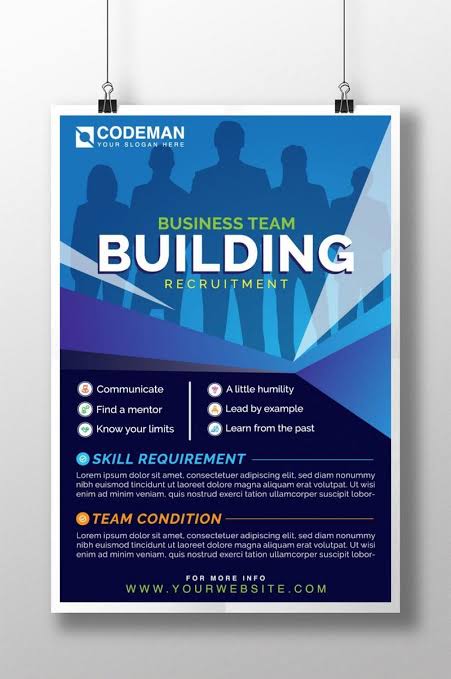 CODEMAN
YOUR SLOGAN HERE
BUSINESS TEAM
BUILDING
RECRUITMENT
Communicate
Find a mentor
Know your limits
A little humility
Lead by example
Learn from the past
SKILL REQUIREMENT
Lorem ipsum dolor sit amet, consectetuer adipiscing elit, sed diam nonummy
nibh euismod tincidunt ut laoreet dolore magna aliquam erat volutpat. Ut wisi
enim ad minim veniam, quis nostrud exerci tation ullamcorper suscipit lobor-
TEAM CONDITION
Lorem ipsum dolor sit amet, consectetuer adipiscing elit, sed diam nonummy
nibh euismod tincidunt ut laoreet dolore magna aliquam erat volutpat. Ut wisi
enim ad minim veniam, quis nostrud exerci tation ullamcorper suscipit lobor-
FOR MORE INFO
WWW.YOURWEBSITE.COM